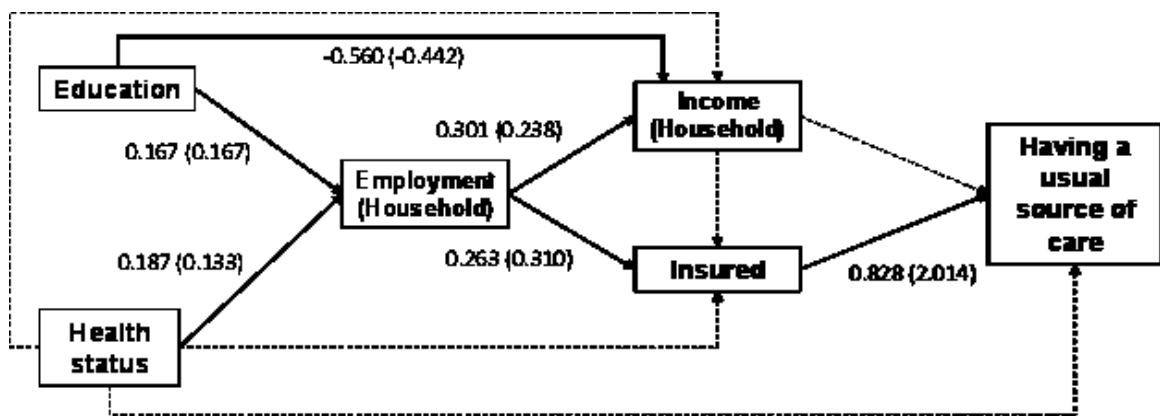 -0.560 (-0.442)
Education
Income
(Household)
0.301 (0.238)
0.167 (0.167)
Having a
usual
source of
care
Employment
(Household)
0.187 (0.133)
0.263 (0.310)
Insured
0.828 (2.014)
Health
status